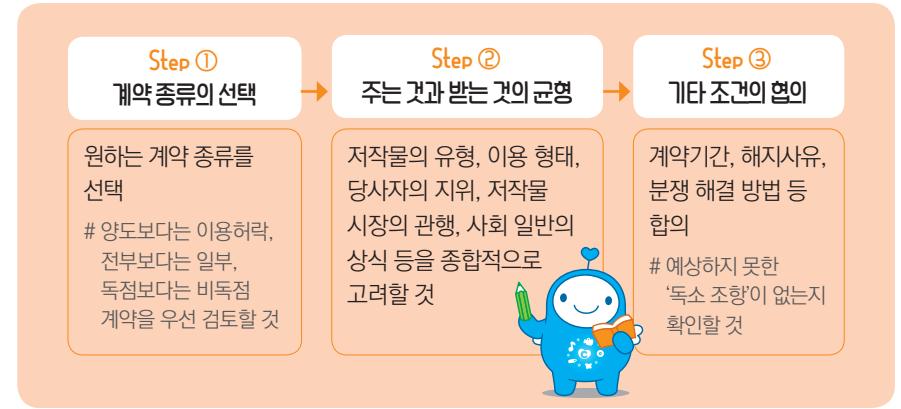 Step ①
계약 종류의 선택
원하는 계약 종류를
선택
# 양도보다는 이용허락,
전부보다는 일부,
독점보다는 비독점
계약을 우선 검토할 것
Step ②
주는 것과 받는 것의 균형
저작물의 유형, 이용 형태,
당사자의 지위, 저작물
시장의 관행, 사회 일반의
상식 등을 종합적으로
고려할 것
Step ③
기타 조건의 협의
계약기간, 해지사유,
분쟁 해결 방법 등
합의
# 예상하지 못한
‘독소 조항’이 없는지
확인할 것